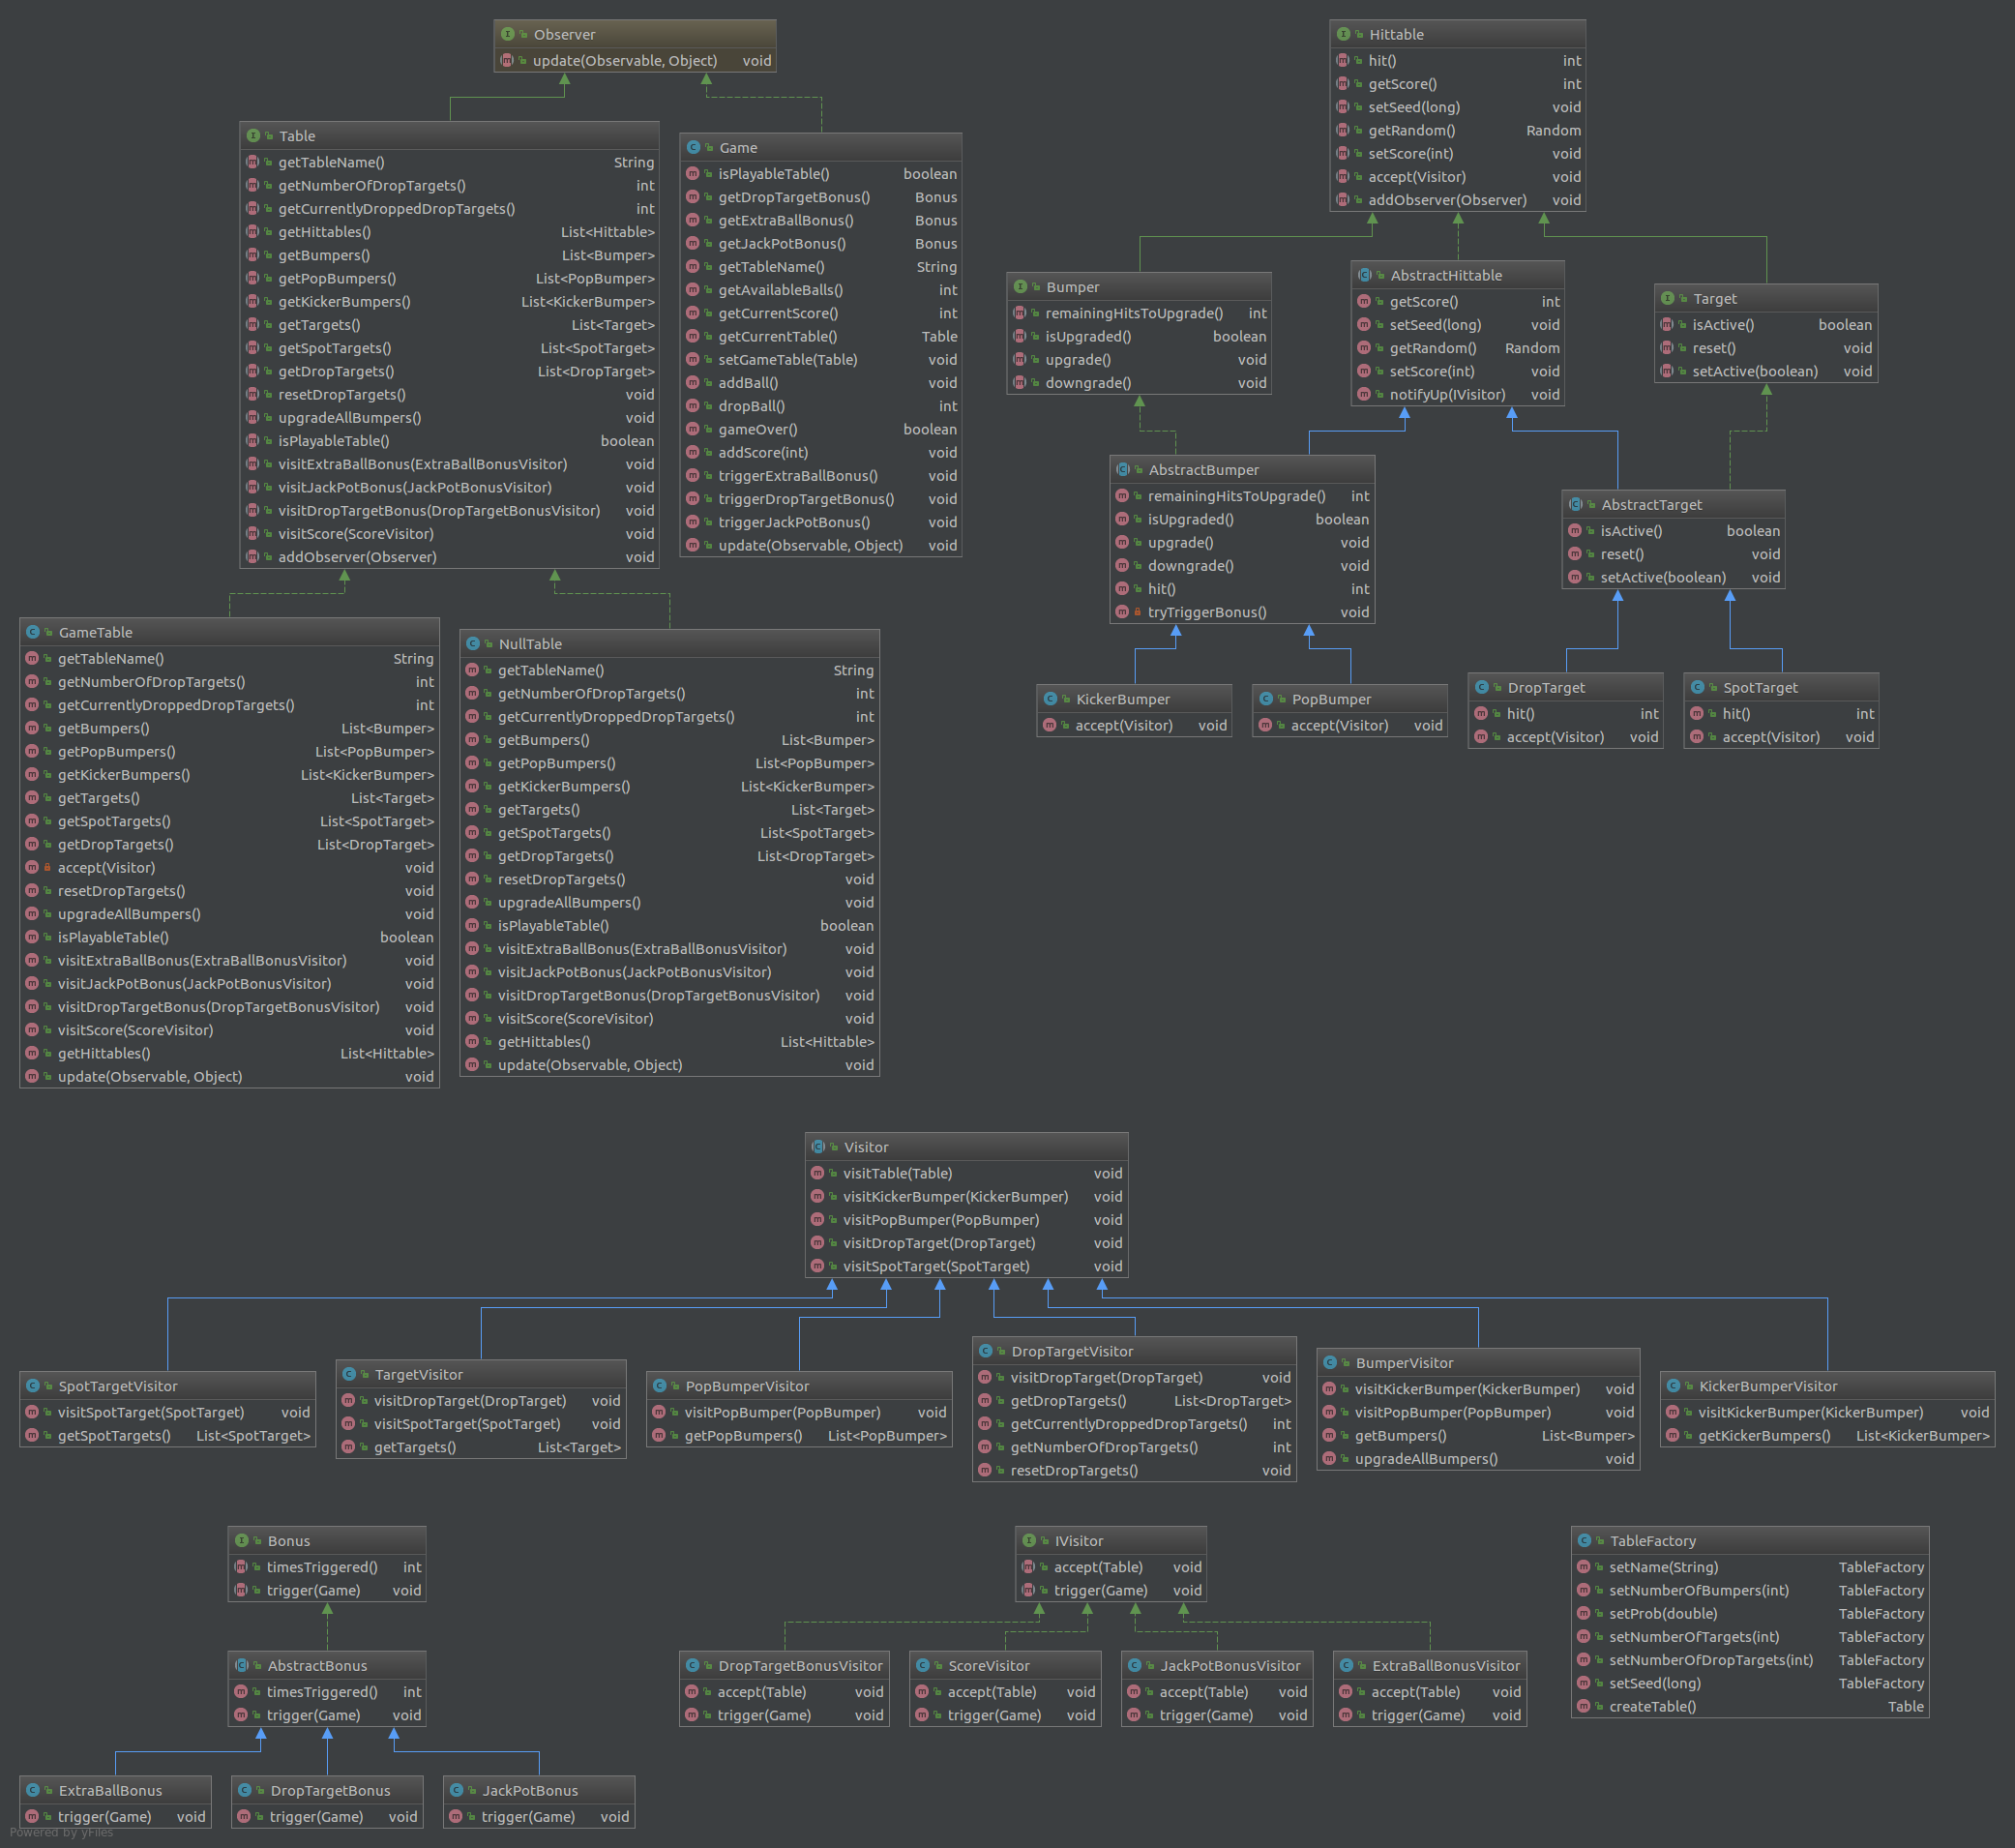 Observer
update(Observable, Object) void
Hittable
hit() int
getScore() int
setSeed(long) void
getRandom() Random
setScore(int) void
accept(Visitor) void
addObserver(Observer) void
Table
getTableName() String
getNumberOfDropTargets() int
getCurrentlyDroppedDropTargets() int
getHittables() List<Hittable>
getBumpers() List<Bumper>
getPopBumpers() List<PopBumper>
getKickerBumpers() List<KickerBumper>
getTargets() List<Target>
getSpotTargets() List<SpotTarget>
getDropTargets() List<DropTarget>
resetDropTargets() void
upgradeAllBumpers() void
isPlayableTable() boolean
visitExtraBallBonus(ExtraBallBonusVisitor) void
visitJackPotBonus(JackPotBonusVisitor) void
visitDropTargetBonus(DropTargetBonusVisitor) void
visitScore(ScoreVisitor) void
addObserver(Observer) void
Game
isPlayableTable() boolean
getDropTargetBonus() Bonus
getExtraBallBonus() Bonus
getJackPotBonus() Bonus
getTableName() String
getAvailableBalls() int
getCurrentScore() int
getCurrentTable() Table
setGameTable(Table) void
addBall() void
dropBall() int
gameOver() boolean
addScore(int) void
triggerExtraBallBonus() void
triggerDropTargetBonus() void
triggerJackPotBonus() void
update(Observable, Object) void
Bumper
remainingHitsToUpgrade() int
isUpgraded() boolean
upgrade() void
downgrade() void
AbstractHittable
getScore() int
setSeed(long) void
getRandom() Random
setScore(int) void
notifyUp(IVisitor) void
Target
isActive() boolean
reset() void
setActive(boolean) void
AbstractBumper
remainingHitsToUpgrade() int
isUpgraded() boolean
upgrade() void
downgrade() void
hit() int
tryTriggerBonus() void
AbstractTarget
isActive() boolean
reset() void
setActive(boolean) void
GameTable
getTableName() String
getNumberOfDropTargets() int
getCurrentlyDroppedDropTargets() int
getBumpers() List<Bumper>
getPopBumpers() List<PopBumper>
getKickerBumpers() List<KickerBumper>
getTargets() List<Target>
getSpotTargets() List<SpotTarget>
getDropTargets() List<DropTarget>
accept(Visitor) void
resetDropTargets() void
upgradeAllBumpers() void
isPlayableTable() boolean
visitExtraBallBonus(ExtraBallBonusVisitor) void
visitJackPotBonus(JackPotBonusVisitor) void
visitDropTargetBonus(DropTargetBonusVisitor) void
visitScore(ScoreVisitor) void
getHittables() List<Hittable>
update(Observable, Object) void
NullTable
getTableName() String
getNumberOfDropTargets() int
getCurrentlyDroppedDropTargets() int
getBumpers() List<Bumper>
getPopBumpers() List<PopBumper>
getKickerBumpers() List<KickerBumper>
getTargets() List<Target>
getSpotTargets() List<SpotTarget>
getDropTargets() List<DropTarget>
resetDropTargets() void
upgradeAllBumpers() void
isPlayableTable() boolean
visitExtraBallBonus(ExtraBallBonusVisitor) void
visitJackPotBonus(JackPotBonusVisitor) void
visitDropTargetBonus(DropTargetBonusVisitor) void
visitScore(ScoreVisitor) void
getHittables() List<Hittable>
update(Observable, Object) void
KickerBumper
accept(Visitor) void
PopBumper
accept(Visitor) void
DropTarget
hit() int
accept(Visitor) void
SpotTarget
hit() int
accept(Visitor) void
Visitor
visitTable(Table) void
visitKickerBumper(KickerBumper) void
visitPopBumper(PopBumper) void
visitDropTarget(DropTarget) void
visitSpotTarget(SpotTarget) void
SpotTargetVisitor
visitSpotTarget(SpotTarget) void
getSpotTargets() List<SpotTarget>
TargetVisitor
visitDropTarget(DropTarget) void
visitSpotTarget(SpotTarget) void
getTargets() List<Target>
PopBumperVisitor
visitPopBumper(PopBumper) void
getPopBumpers() List<PopBumper>
DropTargetVisitor
visitDropTarget(DropTarget) void
getDropTargets() List<DropTarget>
getCurrentlyDroppedDropTargets() int
getNumberOfDropTargets() int
resetDropTargets() void
BumperVisitor
visitKickerBumper(KickerBumper) void
visitPopBumper(PopBumper) void
getBumpers() List<Bumper>
upgradeAllBumpers() void
KickerBumperVisitor
visitKickerBumper(KickerBumper) void
getKickerBumpers() List<KickerBumper>
Bonus
timesTriggered() int
trigger(Game) void
IVisitor
accept(Table) void
trigger(Game) void
TableFactory
setName(String) TableFactory
setNumberOfBumpers(int) TableFactory
setProb(double) TableFactory
setNumberOfTargets(int) TableFactory
setNumberOfDropTargets(int) TableFactory
setSeed(long) TableFactory
createTable() Table
AbstractBonus
timesTriggered() int
trigger(Game) void
DropTargetBonusVisitor
accept(Table) void
trigger(Game) void
ScoreVisitor
accept(Table) void
trigger(Game) void
JackPotBonusVisitor
accept(Table) void
trigger(Game) void
ExtraBallBonusVisitor
accept(Table) void
trigger(Game) void
ExtraBallBonus
trigger(Game) void
DropTargetBonus
trigger(Game) void
JackPotBonus
trigger(Game) void
Powered by yFiles